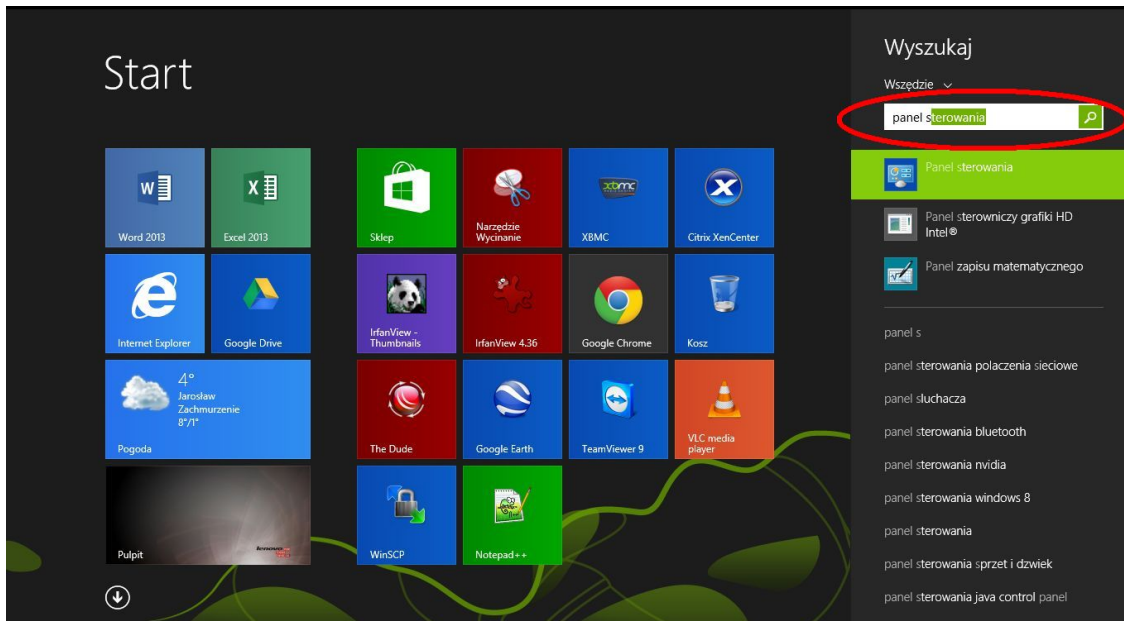 Start
Word 2013
Excel 2013
Internet Explorer
Google Drive
4°
Jarosław
Zachmurzenie
8°/1°
Pogoda
Pulpit
Sklep
Narzędzie
Wycinanie
xbmc
XBMC
Citrix XenCenter
IrfanView -
Thumbnails
IrfanView 4.36
Google Chrome
Kosz
The Dude
Google Earth
TeamViewer 9
VLC media
player
WinSCP
Notepad++
Wyszukaj
Wszędzie
panel sterowania
Panel sterowania
Panel sterowniczy grafiki HD
Intel®
Panel zapisu matematycznego
panel s
panel sterowania polaczenia sieciowe
panel sluchacza
panel sterowania bluetooth
panel sterowania nvidia
panel sterowania windows 8
panel sterowania
panel sterowania sprzet i dzwiek
panel sterowania java control panel